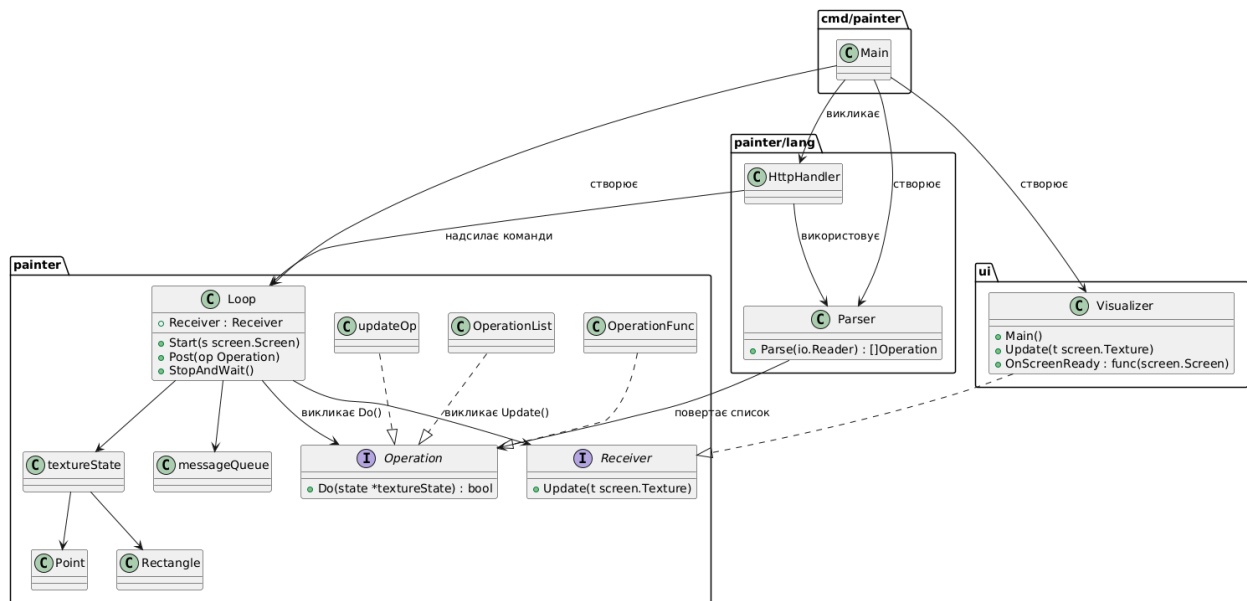 cmd/painter
C Main
викликає
painter/lang
C HttpHandler
створює
створює
створює
надсилає команди
використовує
painter
ui
C Loop
Receiver : Receiver
Start(s screen.Screen)
Post(op Operation)
StopAndWait()
C updateOp
C OperationList
C OperationFunc
C Parser
Parse(io.Reader) : []Operation
C Visualizer
Main()
Update(t screen.Texture)
OnScreenReady : func(screen.Screen)
викликає Do()
викликає Update()
повертає список
C textureState
C messageQueue
I Operation
Do(state *textureState) : bool
I Receiver
Update(t screen.Texture)
C Point
C Rectangle